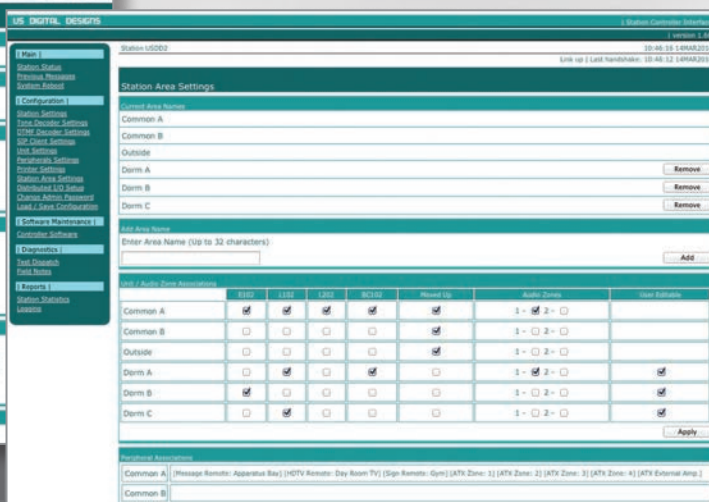 US DIGITAL DESIGNS
| Station Controller Interface
| version 1.
Station USDD2
10:46:16 14MAR201
Link up | Last handshake: 10:46:12 14MAR201
| Main |
Station Status
Previous Messages
System Reboot
| Configuration |
Station Settings
Tone Decoder Settings
DTMF Decoder Settings
SIP Client Settings
Unit Settings
Peripherals Settings
Printer Settings
Station Area Settings
Distributed I/O Setup
Change Admin Password
Load / Save Configuration
| Software Maintenance |
Controller Software
| Diagnostics |
Test Dispatch
Field Notes
| Reports |
Station Statistics
Logging
Station Area Settings
Current Area Names
Common A
Common B
Outside
Dorm A Remove
Dorm B Remove
Dorm C Remove
Add Area Name
Enter Area Name (Up to 32 characters)
Add
Unit / Audio Zone Associations
E102 L102 L202 BC102 Moved Up Audio Zones User Editable
Common A 1 - 2 -
Common B 1 - 2 -
Outside 1 - 2 -
Dorm A 1 - 2 -
Dorm B 1 - 2 -
Dorm C 1 - 2 -
Apply
Peripheral Associations
Common A [Message Remote: Apparatus Bay] [HDTV Remote: Day Room TV] [Sign Remote: Gym] [ATX Zone: 1] [ATX Zone: 2] [ATX Zone: 3] [ATX Zone: 4] [ATX External Amp.]
Common B